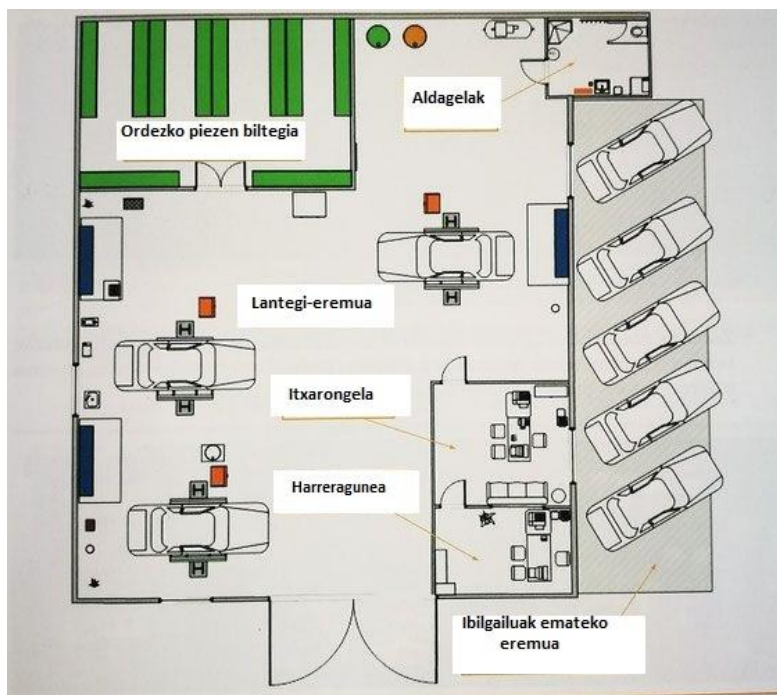 Aldagelak
Ordezko piezen biltegia
Lantegi-eremua
Itxarongela
Harreragunea
Ibilgailuak emateko
eremua